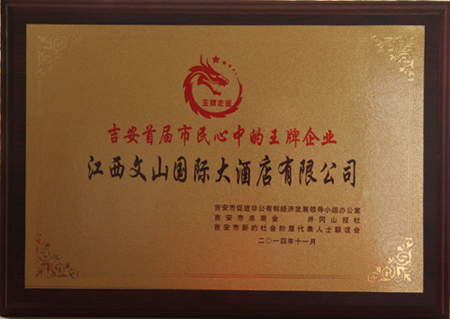 王牌企业
吉安首届市民心中的王牌企业
江西文山国际大酒店有限公司
吉安市促进非公有制经济发展领导小组办公室
吉安市总商会 井冈山报社
吉安市新的社会阶层代表人士联谊会
二〇一四年十一月